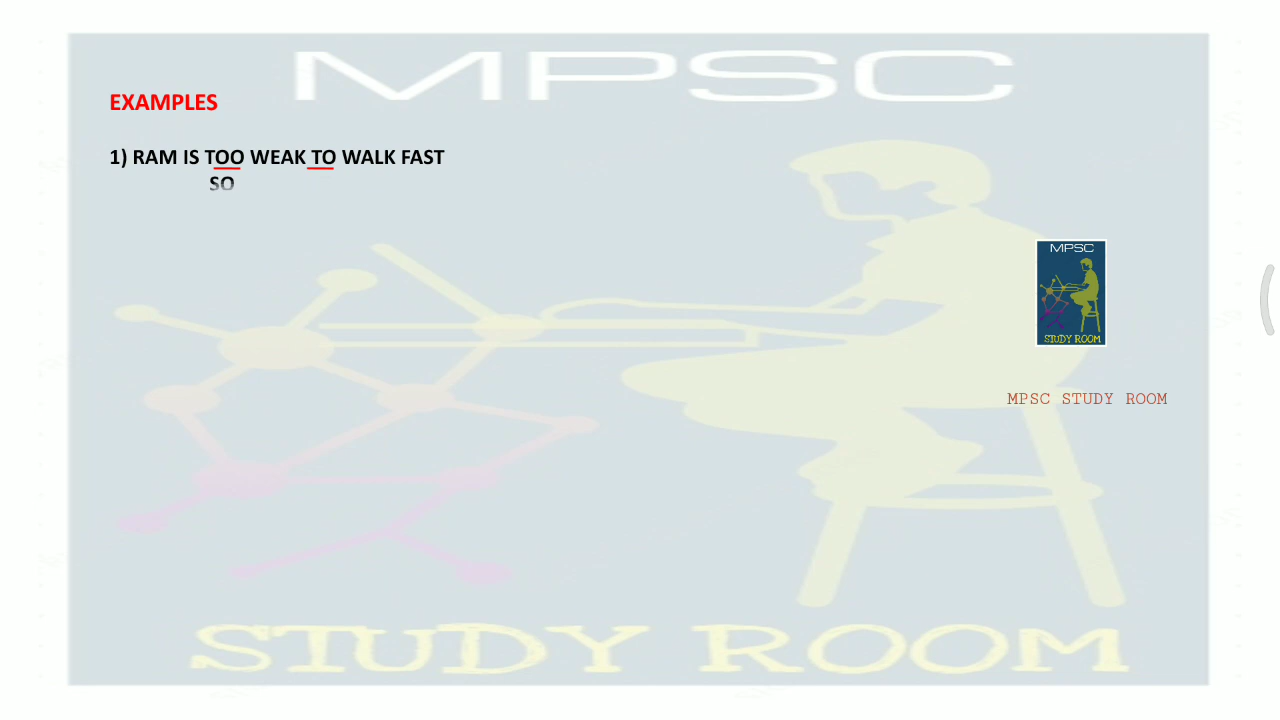 MPSC
EXAMPLES
1) RAM IS TOO WEAK TO WALK FAST
SO
MPSC
STUDY ROOM
MPSC STUDY ROOM
STUDY ROOM